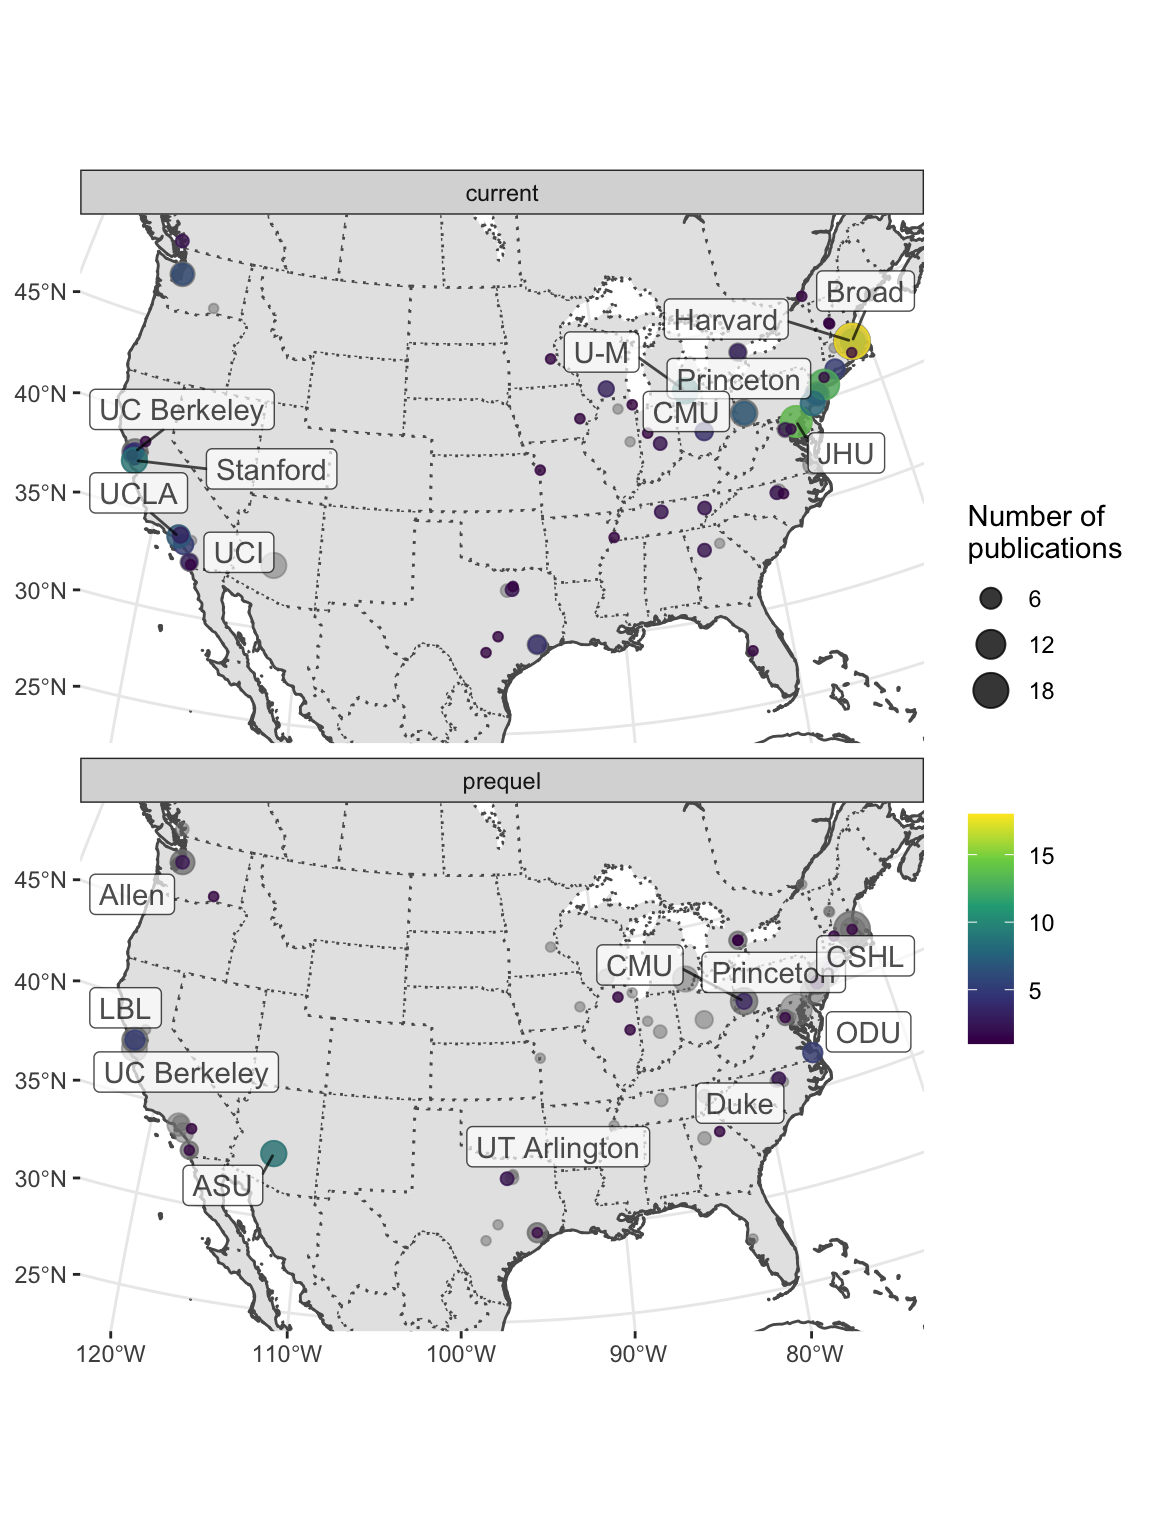 current
45°N
40°N
35°N
30°N
25°N
Broad
Harvard
U-M
Princeton
CMU
UC Berkeley
JHU
Stanford
UCLA
UCI
Number of
publications
6
12
18
15
10
5
prequel
45°N
40°N
35°N
30°N
25°N
Allen
CSHL
CMU
Princeton
LBL
ODU
UC Berkeley
Duke
UT Arlington
ASU
120°W
110°W
100°W
90°W
80°W